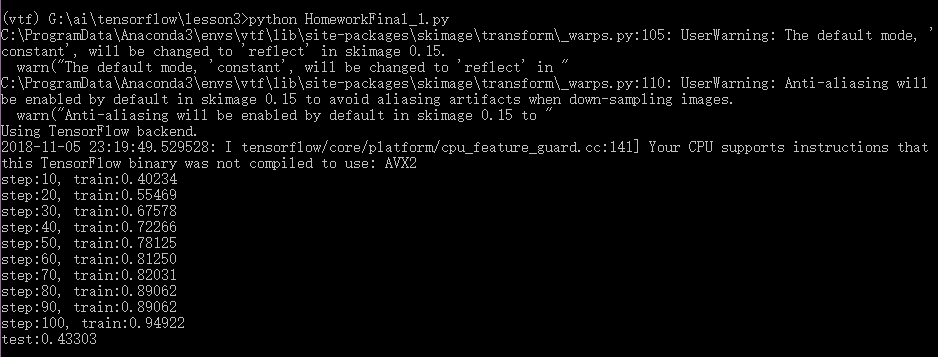 (vtf) G:\ai\tensorflow\lesson3>python HomeworkFinal_1.py
C:\ProgramData\Anaconda3\envs\vtf\lib\site-packages\skimage\transform\_warps.py:105: UserWarning: The default mode, '
constant', will be changed to 'reflect' in skimage 0.15.
  warn("The default mode, 'constant', will be changed to 'reflect' in "
C:\ProgramData\Anaconda3\envs\vtf\lib\site-packages\skimage\transform\_warps.py:110: UserWarning: Anti-aliasing will
be enabled by default in skimage 0.15 to avoid aliasing artifacts when down-sampling images.
  warn("Anti-aliasing will be enabled by default in skimage 0.15 to "
Using TensorFlow backend.
2018-11-05 23:19:49.529528: I tensorflow/core/platform/cpu_feature_guard.cc:141] Your CPU supports instructions that
this TensorFlow binary was not compiled to use: AVX2
step:10, train:0.40234
step:20, train:0.55469
step:30, train:0.67578
step:40, train:0.72266
step:50, train:0.78125
step:60, train:0.81250
step:70, train:0.82031
step:80, train:0.89062
step:90, train:0.89062
step:100, train:0.94922
test:0.43303